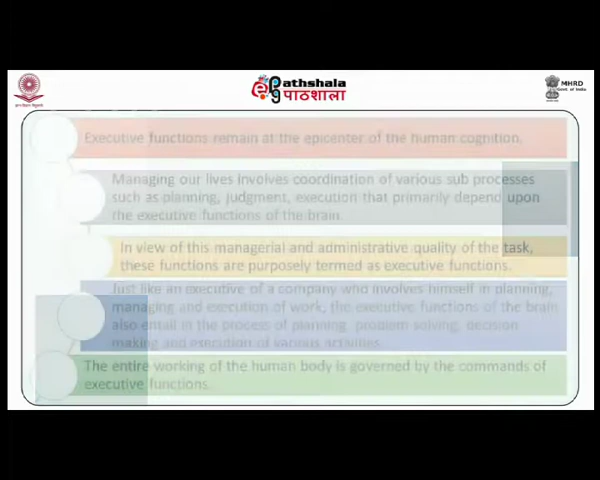 Pathshala
पाठशाला
MHRD
Govt. of India
Executive functions remain at the epicenter of the human cognition.
Managing our lives involves coordination of various sub processes
such as planning, judgment, execution that primarily depend upon
the executive functions of the brain.
In view of this managerial and administrative quality of the task,
these functions are purposely termed as executive functions.
Just like an executive of a company who involves himself in planning,
managing and execution of work, the executive functions of the brain
also entail in the process of planning, problem solving, decision
making and execution of various activities.
The entire working of the human body is governed by the commands of
executive functions.